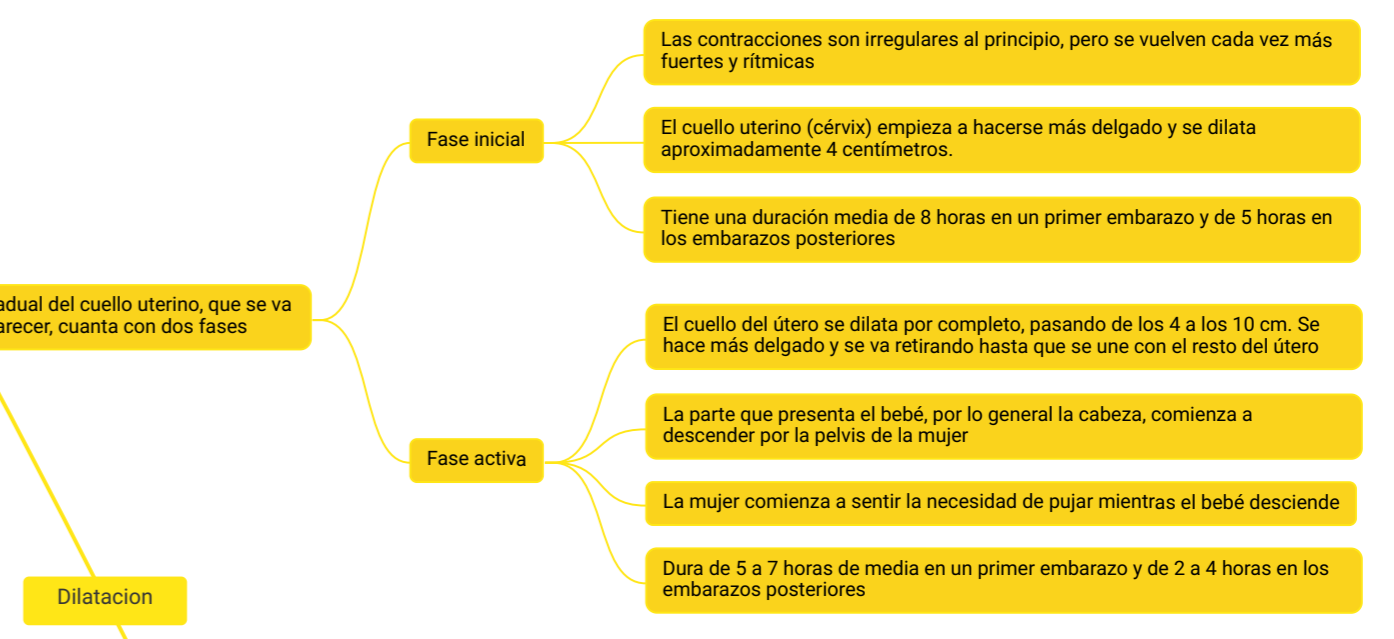 Las contracciones son irregulares al principio, pero se vuelven cada vez más
fuertes y rítmicas
Fase inicial
El cuello uterino (cérvix) empieza a hacerse más delgado y se dilata
aproximadamente 4 centímetros.
Tiene una duración media de 8 horas en un primer embarazo y de 5 horas en
los embarazos posteriores
del cuello uterino, que se va
cuanta con dos fases
El cuello del útero se dilata por completo, pasando de los 4 a los 10 cm. Se
hace más delgado y se va retirando hasta que se une con el resto del útero
La parte que presenta el bebé, por lo general la cabeza, comienza a
descender por la pelvis de la mujer
Fase activa
La mujer comienza a sentir la necesidad de pujar mientras el bebé desciende
Dura de 5 a 7 horas de media en un primer embarazo y de 2 a 4 horas en los
embarazos posteriores
Dilatacion